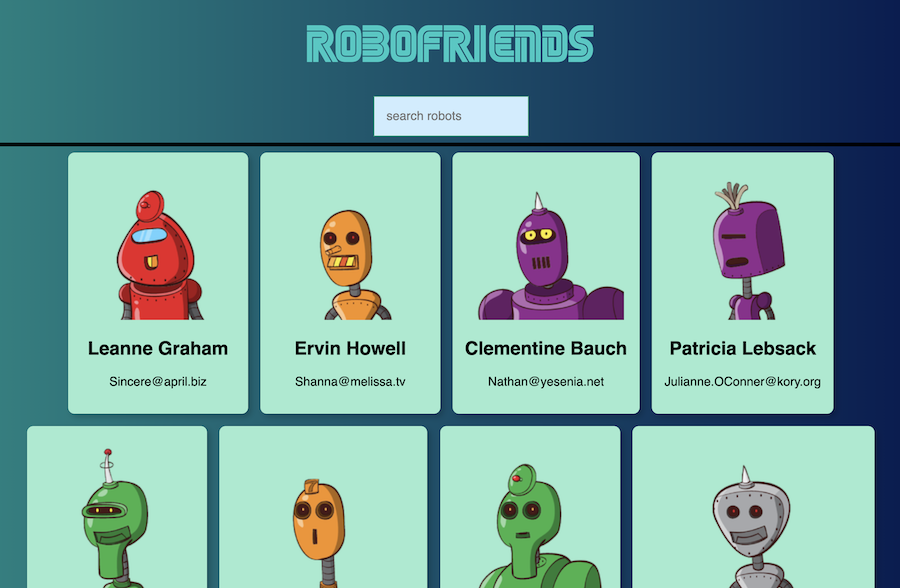 ROBOFRIENDS
search robots
Leanne Graham
Ervin Howell
Clementine Bauch
Patricia Lebsack
Sincere@april.biz
Shanna@melissa.tv
Nathan@yesenia.net
Julianne.OConner@kory.org
7